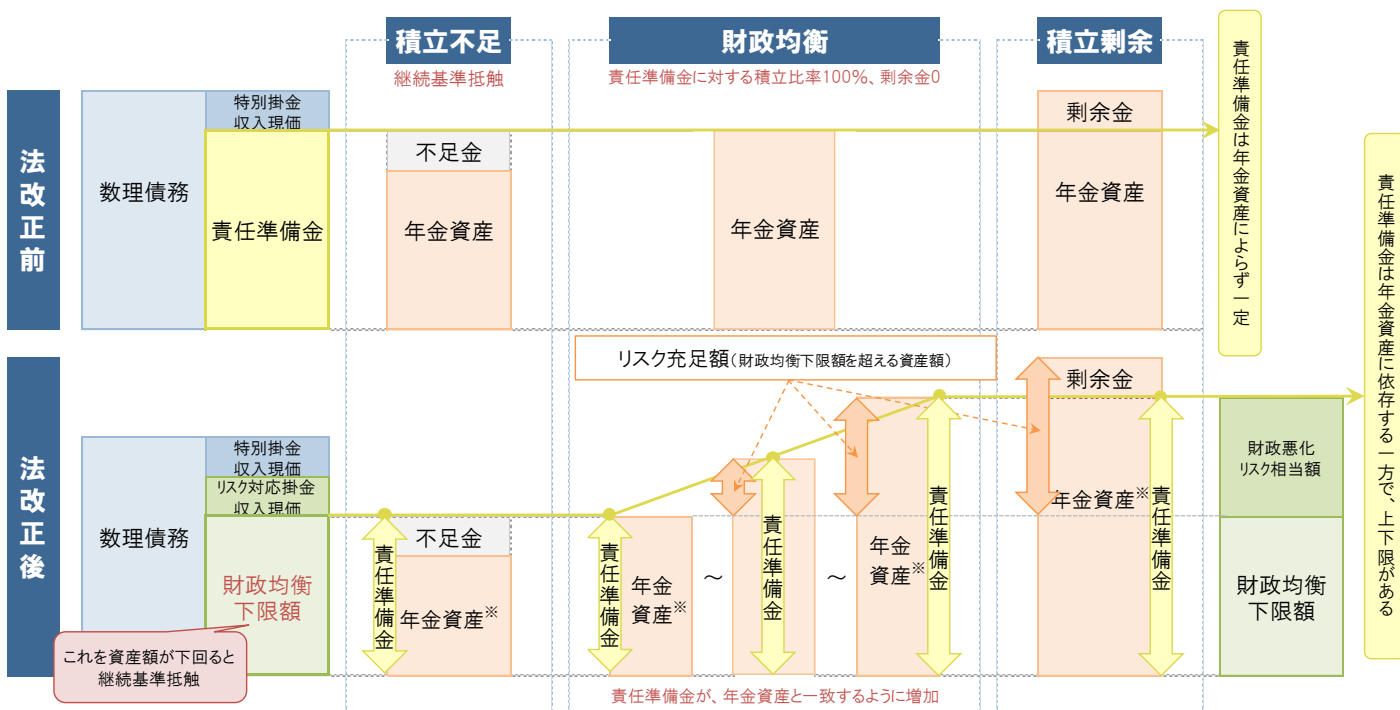 積立不足
継続基準抵触
財政均衡
責任準備金に対する積立比率100%、剰余金0
積立剰余
法改正前
数理債務
特別掛金
収入現価
責任準備金
不足金
年金資産
年金資産
剰余金
年金資産
責任準備金は年金資産によらず一定
責任準備金は年金資産に依存する一方で、上下限がある
リスク充足額(財政均衡下限額を超える資産額)
法改正後
数理債務
特別掛金
収入現価
リスク対応掛金
収入現価
財政均衡
下限額
これを資産額が下回ると
継続基準抵触
責任準備金
不足金
年金資産※
責任準備金
年金
資産※
~
責任準備金
~
年金
資産※
責任準備金
剰余金
年金資産※
責任準備金
財政悪化
リスク相当額
財政均衡
下限額
責任準備金が、年金資産と一致するように増加